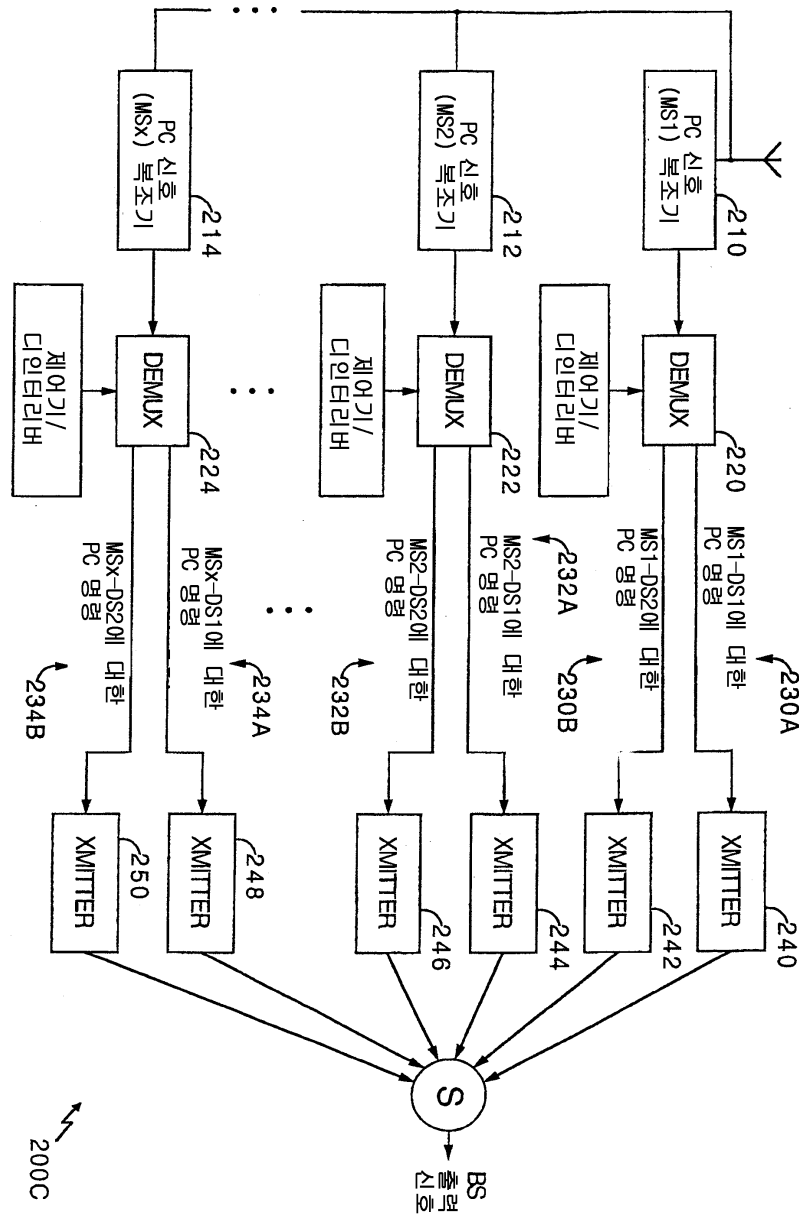 PC 신호
(MS1) 복조기
210
DEMUX
220
제어기/
디인터리버
MS1-DS1에 대한
PC 명령
230A
MS1-DS2에 대한
PC 명령
230B
XMITTER
240
XMITTER
242
PC 신호
(MS2) 복조기
212
DEMUX
222
제어기/
디인터리버
232A
MS2-DS1에 대한
PC 명령
MS2-DS2에 대한
PC 명령
232B
XMITTER
244
XMITTER
246
PC 신호
(MSx) 복조기
214
DEMUX
224
제어기/
디인터리버
MSx-DS1에 대한
PC 명령
234A
MSx-DS2에 대한
PC 명령
234B
XMITTER
248
XMITTER
250
S
BS
출력
신호
200C